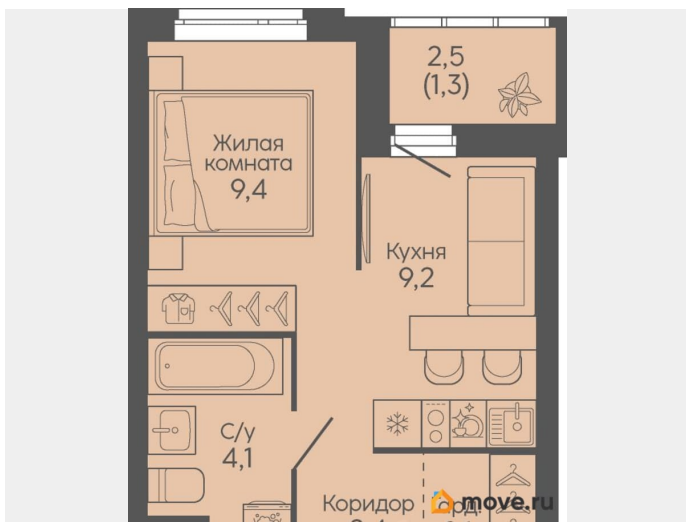 2,5
(1,3)
Жилая
комната
9,4
Кухня
9,2
С/у
4,1
Коридор
move.ru